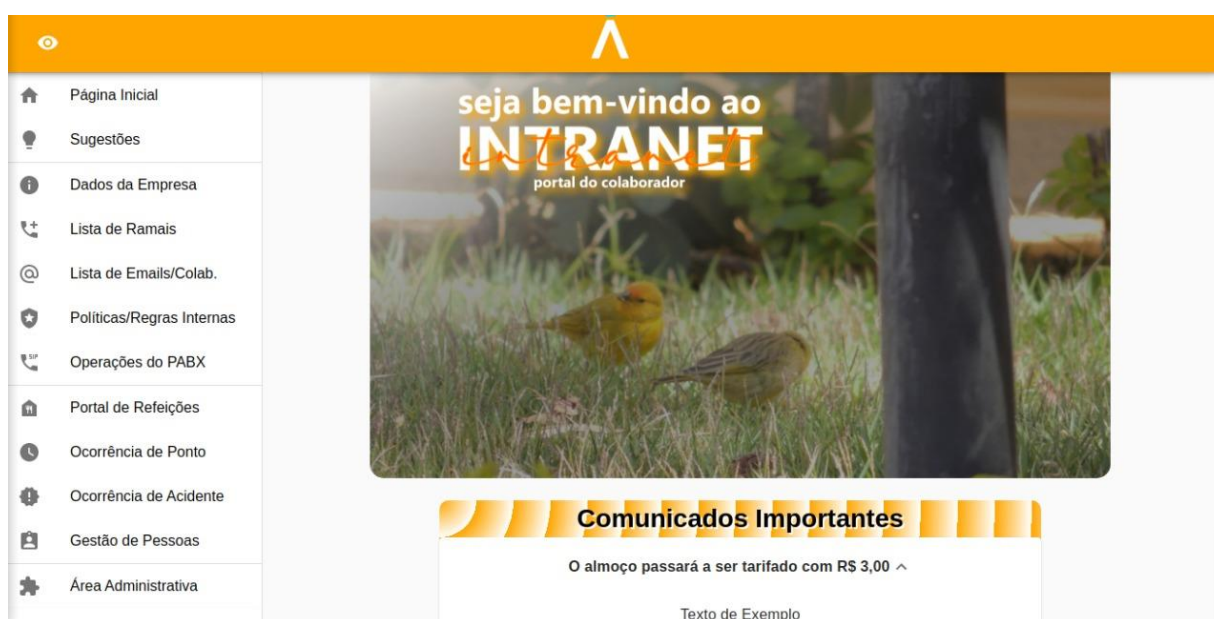 Página Inicial
Sugestões
Dados da Empresa
Lista de Ramais
Lista de Emails/Colab.
Políticas/Regras Internas
SIP
Operações do PABX
Portal de Refeições
Ocorrência de Ponto
Ocorrência de Acidente
Gestão de Pessoas
Área Administrativa
seja bem-vindo ao
INTRANET
intranet
portal do colaborador
Comunicados Importantes
O almoço passará a ser tarifado com R$ 3,00
Texto de Exemplo